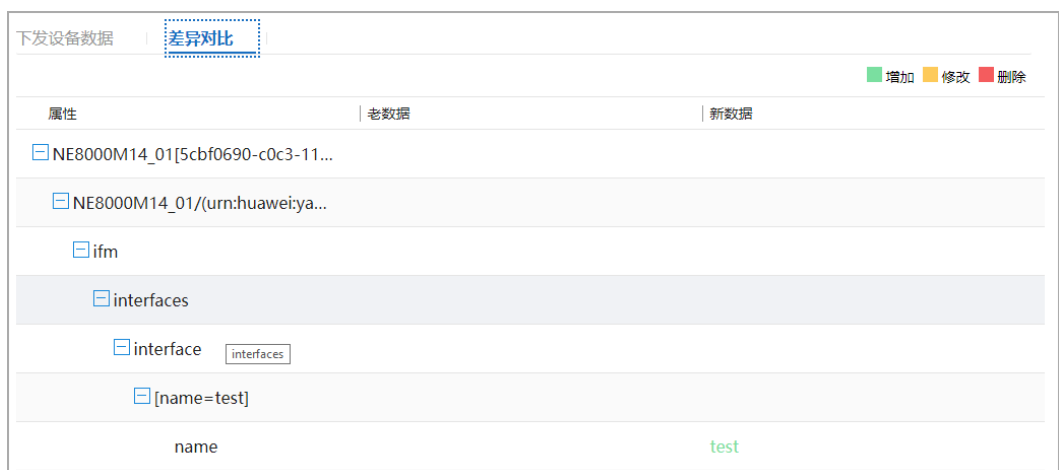 下发设备数据 差异对比
增加 修改 删除
属性 老数据 新数据
NE8000M14_01[5cbf0690-c0c3-11...
NE8000M14_01/(urn:huawei:ya...
ifm
interfaces
interface interfaces
[name=test]
name test